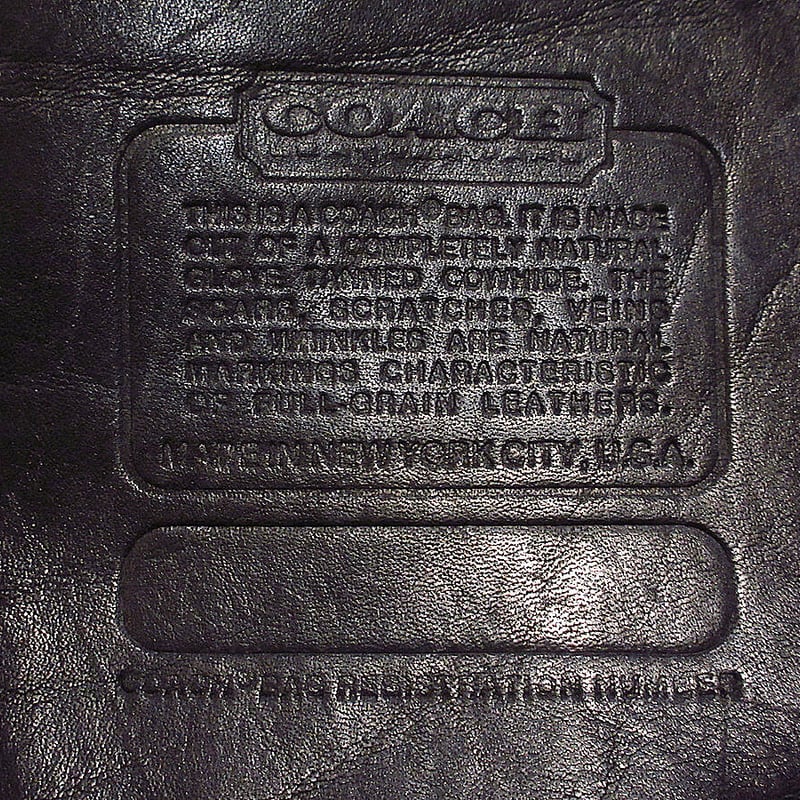 COACH
LEATHERWARE
THIS IS A COACH® BAG. IT IS MADE
OUT OF A COMPLETELY NATURAL
GLOVE TANNED COWHIDE. THE
SCARS, SCRATCHES, VEINS
AND WRINKLES ARE NATURAL
MARKINGS CHARACTERISTIC
OF FULL-GRAIN LEATHERS.
MADE IN NEW YORK CITY, U.S.A.
COACH® BAG REGISTRATION NUMBER